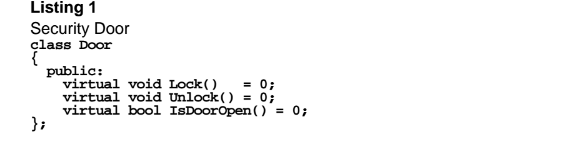 Listing 1
Security Door
class Door
{
  public:
    virtual void Lock()   = 0;
    virtual void Unlock() = 0;
    virtual bool IsDoorOpen() = 0;
};